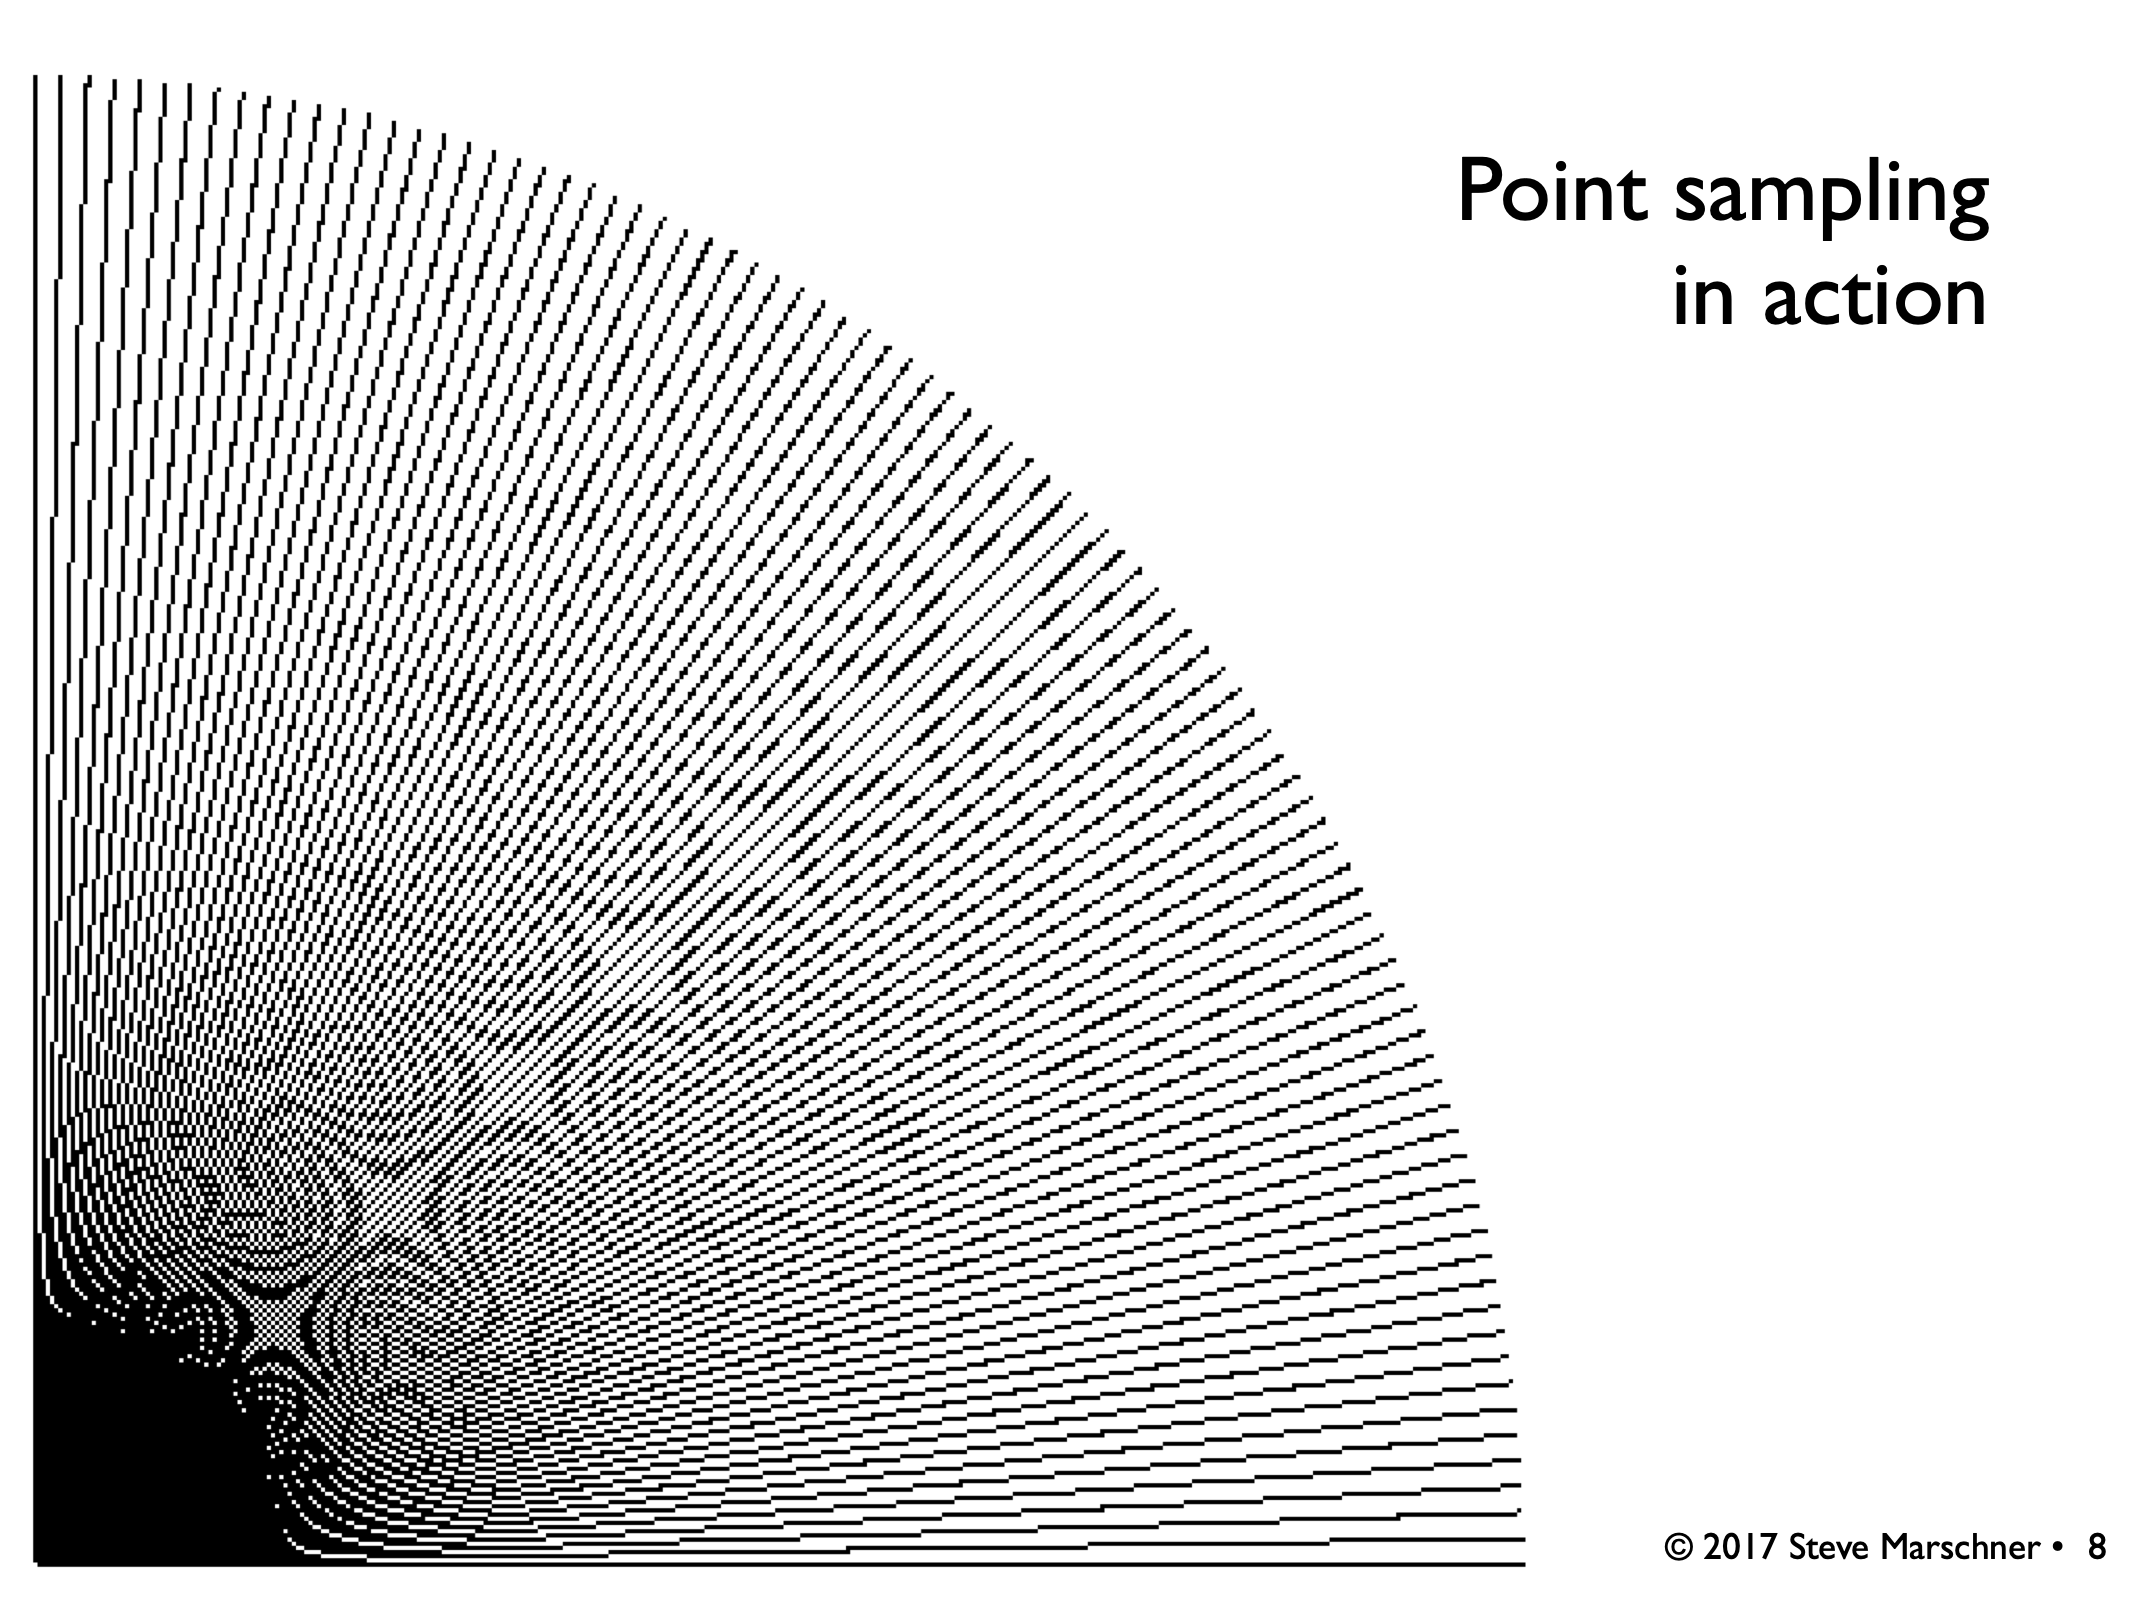 Point sampling
in action
© 2017 Steve Marschner • 8